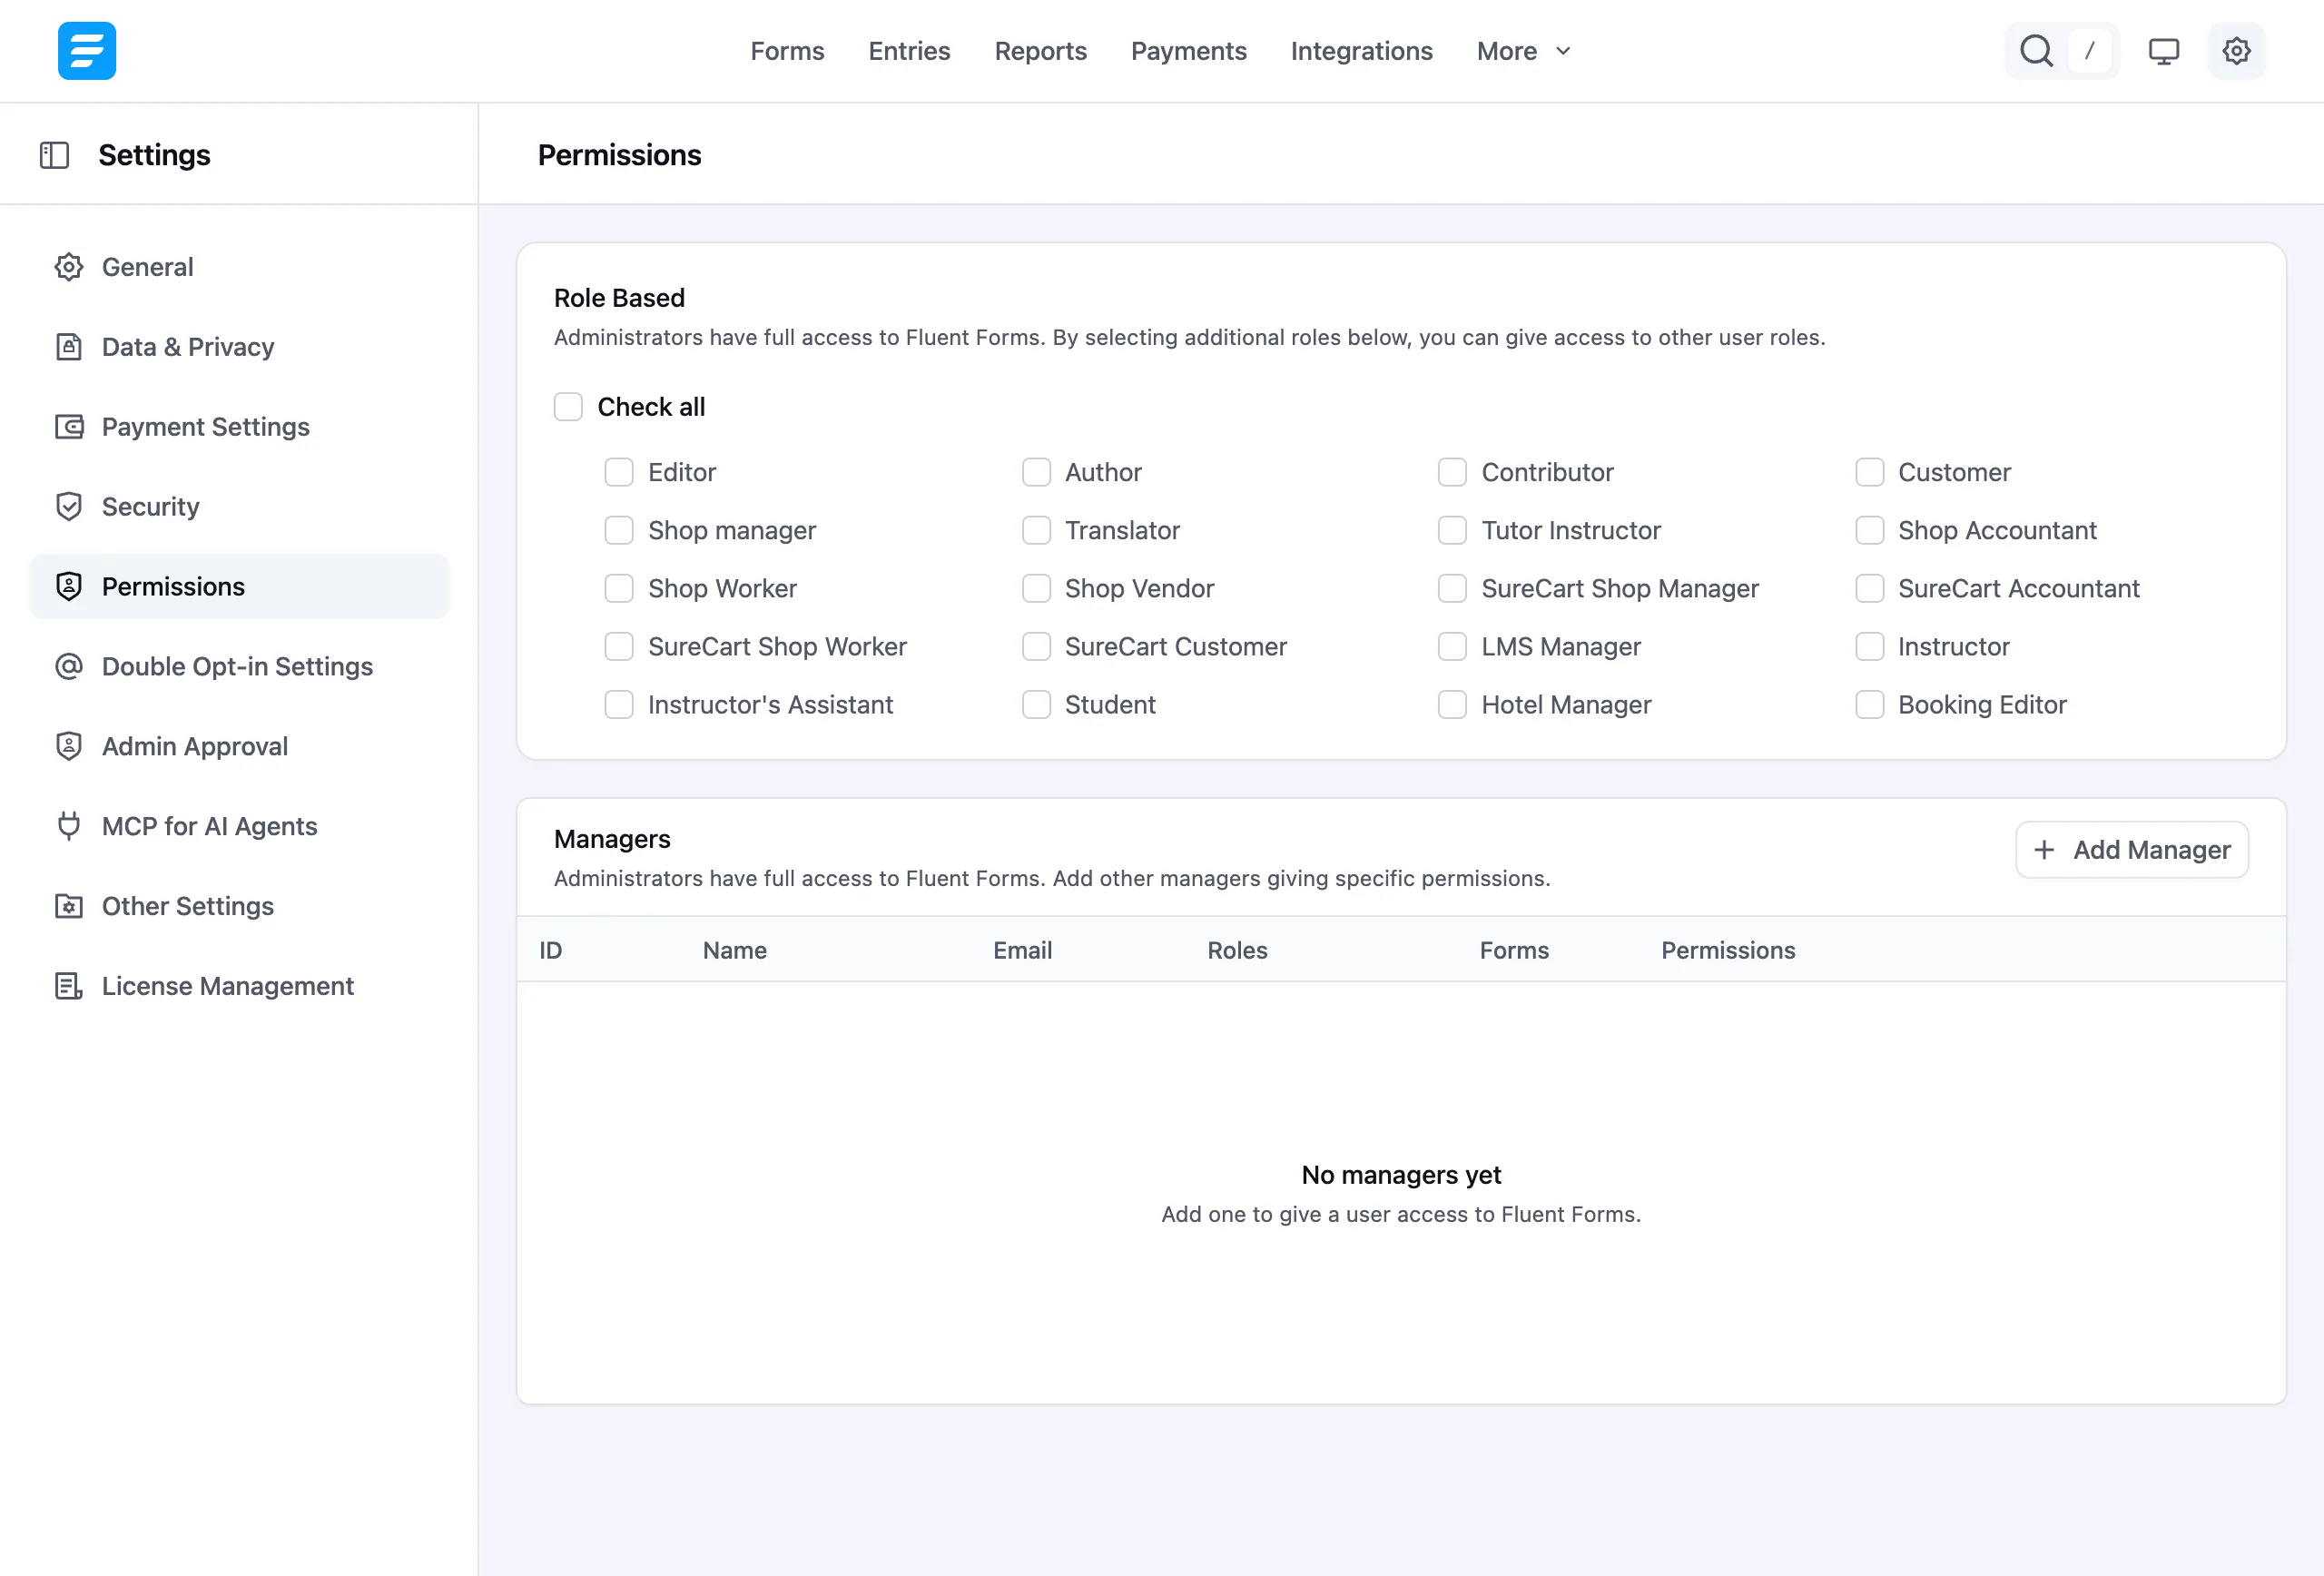 Forms Entries Reports Payments Integrations More /
Settings
Permissions
General
Data & Privacy
Payment Settings
Security
Permissions
Double Opt-in Settings
Admin Approval
MCP for AI Agents
Other Settings
License Management
Role Based
Administrators have full access to Fluent Forms. By selecting additional roles below, you can give access to other user roles.
Check all
Editor Author Contributor Customer
Shop manager Translator Tutor Instructor Shop Accountant
Shop Worker Shop Vendor SureCart Shop Manager SureCart Accountant
SureCart Shop Worker SureCart Customer LMS Manager Instructor
Instructor's Assistant Student Hotel Manager Booking Editor
Managers
Administrators have full access to Fluent Forms. Add other managers giving specific permissions.
+ Add Manager
ID Name Email Roles Forms Permissions
No managers yet
Add one to give a user access to Fluent Forms.